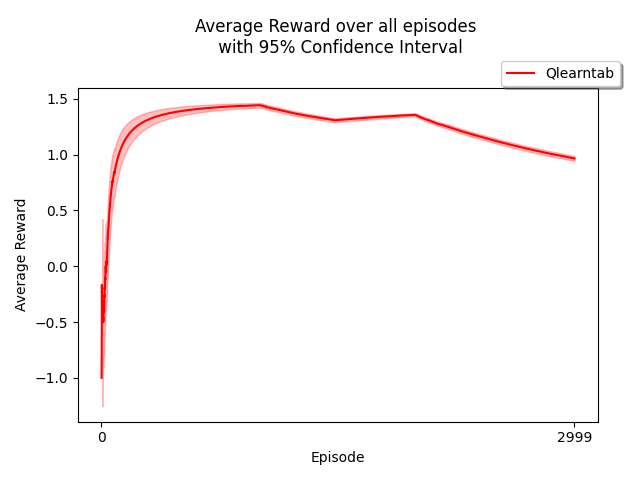 Average Reward over all episodes
with 95% Confidence Interval
Qlearntab
1.5
1.0
0.5
0.0
−0.5
−1.0
Average Reward
0
2999
Episode